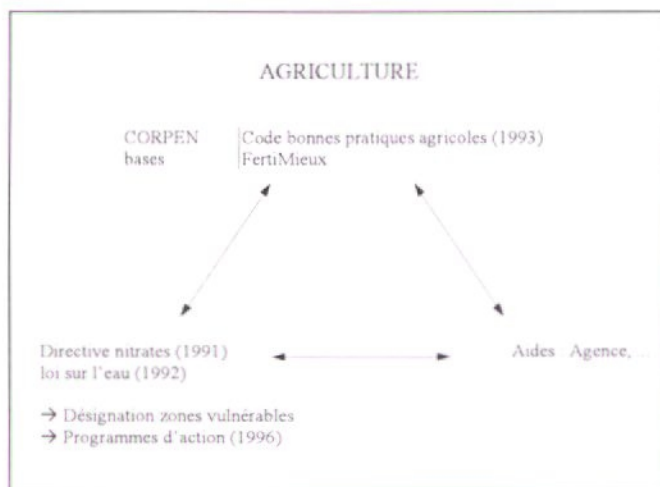 AGRICULTURE
CORPEN Code bonnes pratiques agricoles (1993)
bases FertiMieux
Directive nitrates (1991) Aides Agence, ...
loi sur l'eau (1992)
→ Désignation zones vulnérables
→ Programmes d'action (1996)